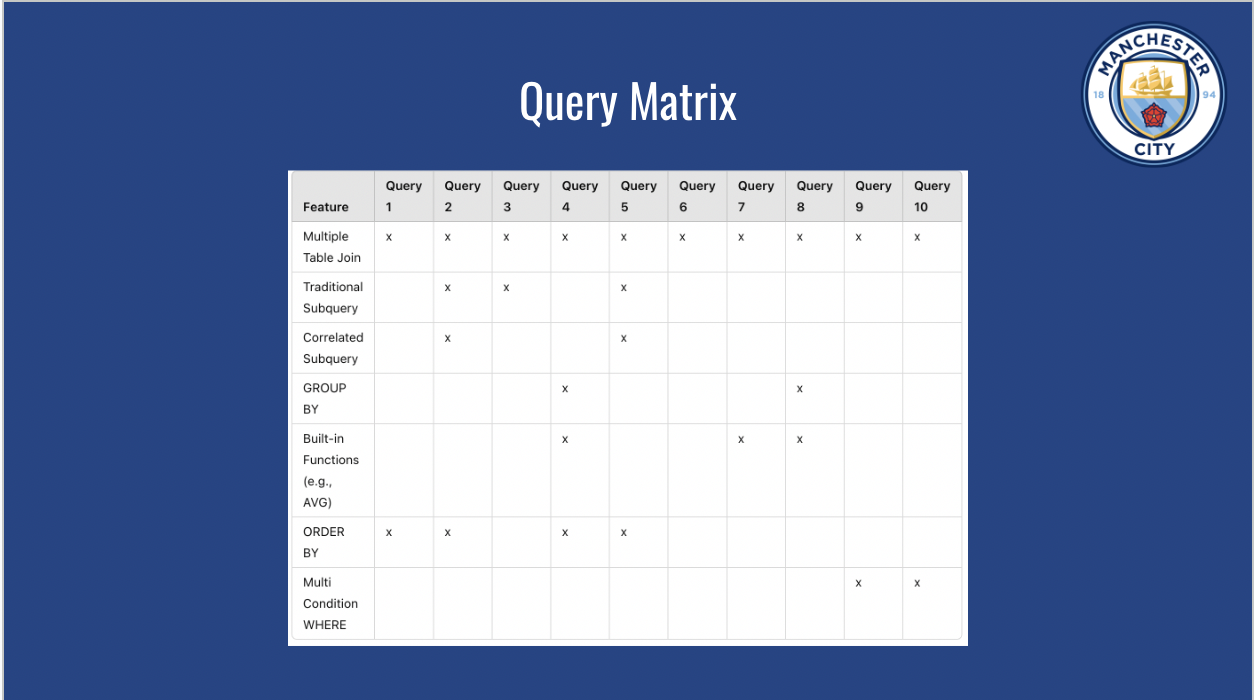 MANCHESTER
18 94
CITY
Query Matrix
Feature Query 1 Query 2 Query 3 Query 4 Query 5 Query 6 Query 7 Query 8 Query 9 Query 10
Multiple x x x x x x x x x x
Table Join
Traditional x x x
Subquery
Correlated x x
Subquery
GROUP x x
BY
Built-in x x x
Functions
(e.g.,
AVG)
ORDER x x x x
BY
Multi x x
Condition
WHERE